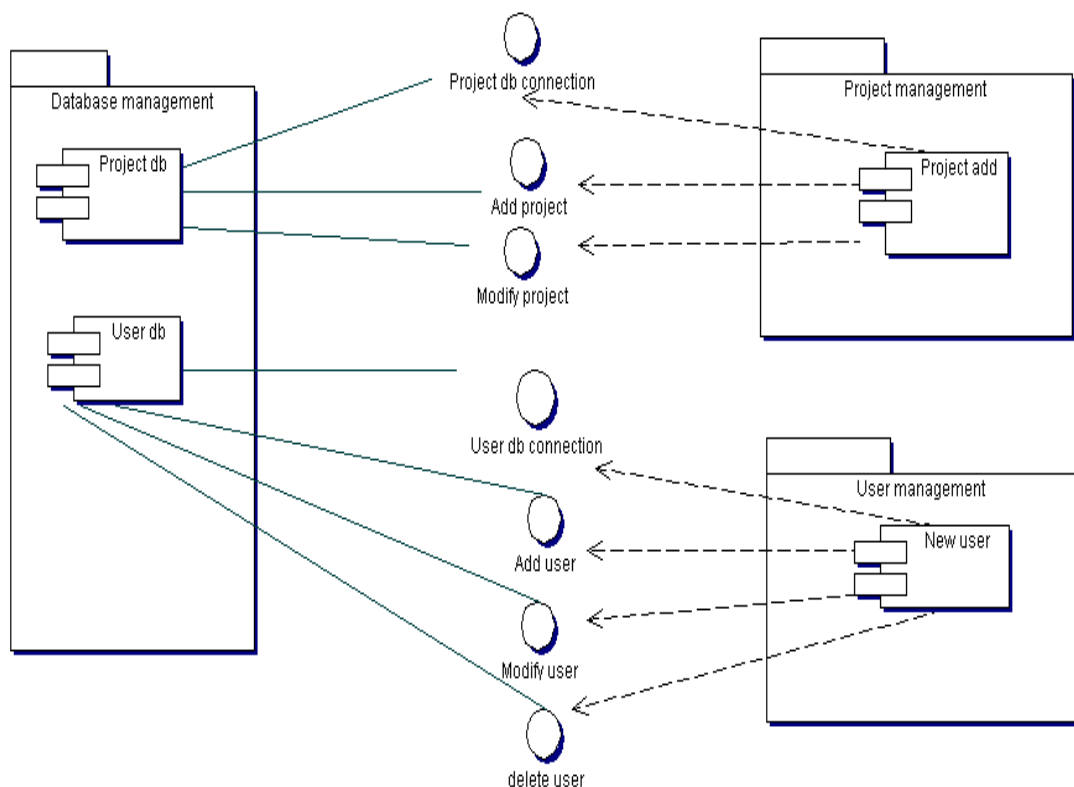 Project db connection
Database management
Project management
Project db
Project add
Add project
Modify project
User db
User db connection
User management
New user
Add user
Modify user
delete user